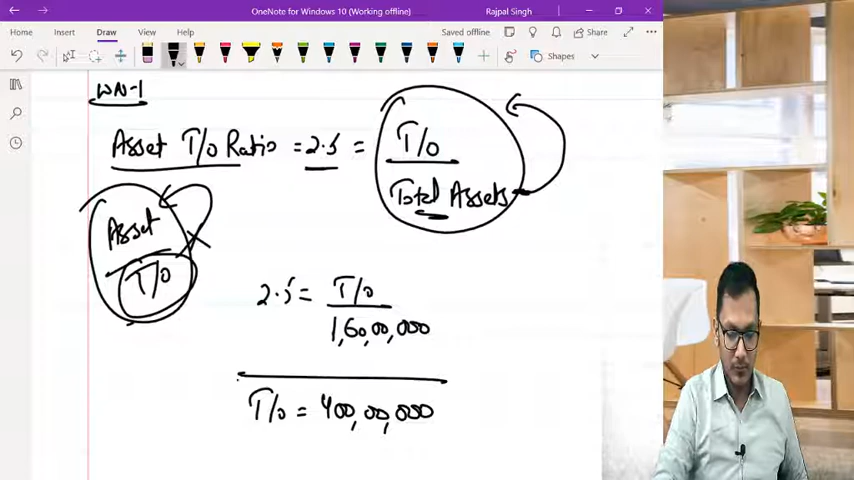 OneNote for Windows 10 (Working offline)
Rajpal Singh
Home Insert Draw View Help
Saved offline
Share
Shapes
WN-1
Asset T/O Ratio = 2.5 = T/O
Total Assets
Asset
T/O
2.5 = T/O
1,60,00,000
T/O = 400,00,000